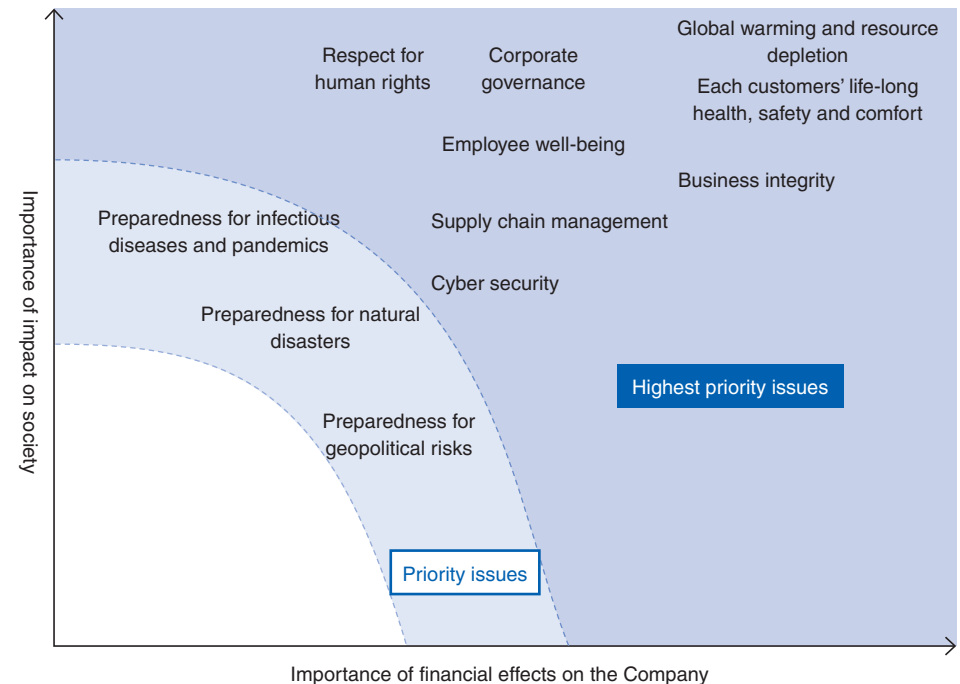 Global warming and resource
depletion
Respect for
human rights
Corporate
governance
Each customers’ life-long
health, safety and comfort
Employee well-being
Business integrity
Preparedness for infectious
diseases and pandemics
Supply chain management
Cyber security
Preparedness for natural
disasters
Highest priority issues
Preparedness for
geopolitical risks
Priority issues
Importance of impact on society
Importance of financial effects on the Company